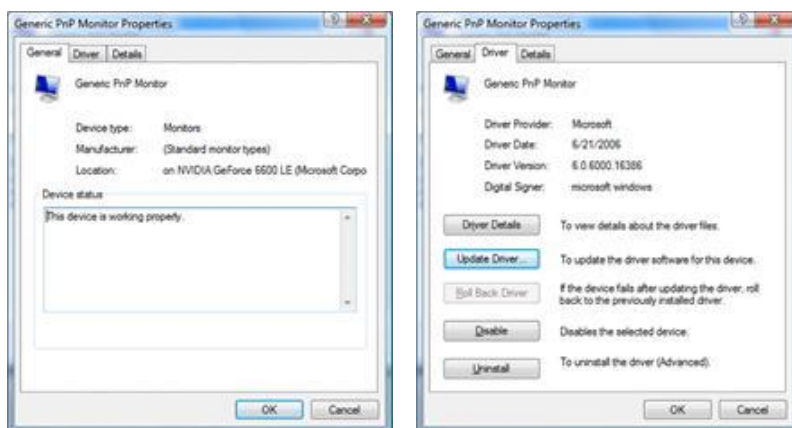 Generic PnP Monitor Properties
General Driver Details
Generic PnP Monitor
Device type: Monitors
Manufacturer: (Standard monitor types)
Location: on NVIDIA GeForce 6600 LE (Microsoft Corpo
Device status
This device is working properly.
OK Cancel
Generic PnP Monitor Properties
General Driver Details
Generic PnP Monitor
Driver Provider: Microsoft
Driver Date: 6/21/2006
Driver Version: 6.0.6000.16386
Digital Signer: microsoft windows
Driver Details To view details about the driver files.
Update Driver... To update the driver software for this device.
Roll Back Driver If the device fails after updating the driver, roll
back to the previously installed driver.
Disable Disables the selected device.
Uninstall To uninstall the driver (Advanced).
OK Cancel